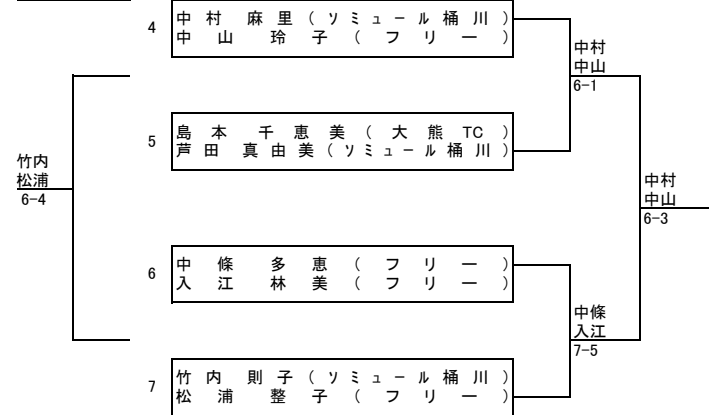 4
中村 麻里(ソミュール桶川)
中山 玲子(フリー)
中村
中山
6-1
5
島本 千恵美(大熊TC)
芦田 真由美(ソミュール桶川)
竹内
松浦
6-4
中村
中山
6-3
6
中條 多恵(フリー)
入江 林美(フリー)
中條
入江
7-5
7
竹内 則子(ソミュール桶川)
松浦 整子(フリー)